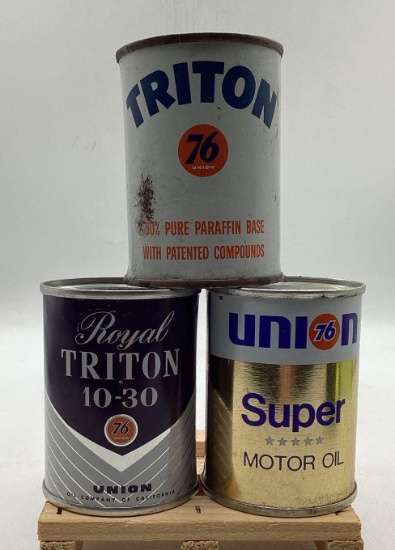 TRITON
76
UNION
100% PURE PARAFFIN BASE
WITH PATENTED COMPOUNDS
Royal
TRITON
10-30
76
UNION
OIL COMPANY OF CALIFORNIA
union
76
Super
MOTOR OIL